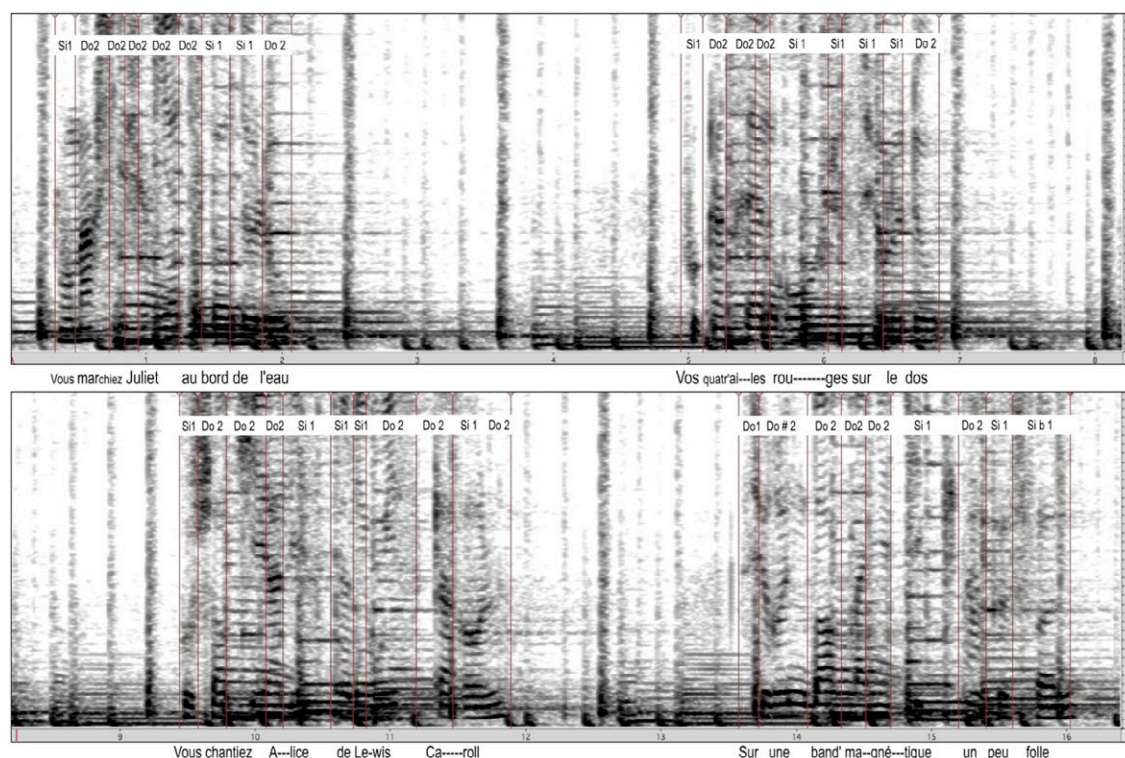 Si1 Do2 Do2 Do2 Do2 Do2 Si 1 Si 1 Do 2 Si1 Do2 Do2 Do2 Si 1 Si1 Si 1 Si1 Do 2
1 2 3 4 5 6 7 8
Vous marchiez Juliet au bord de l'eau Vos quatr'ai---les rou-------ges sur le dos
Si1 Do 2 Do 2 Do2 Si 1 Si1 Si1 Do 2 Do 2 Si 1 Do 2 Do1 Do # 2 Do 2 Do2 Do 2 Si 1 Do 2 Si 1 Si b 1
9 10 11 12 13 14 15 16
Vous chantiez A---lice de Le-wis Ca-----roll Sur une band' ma--gné---tique un peu folle